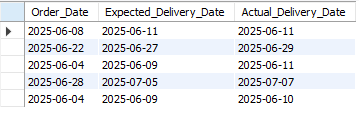 Order_Date Expected_Delivery_Date Actual_Delivery_Date
2025-06-08 2025-06-11 2025-06-11
2025-06-22 2025-06-27 2025-06-29
2025-06-04 2025-06-09 2025-06-11
2025-06-28 2025-07-05 2025-07-07
2025-06-04 2025-06-09 2025-06-10